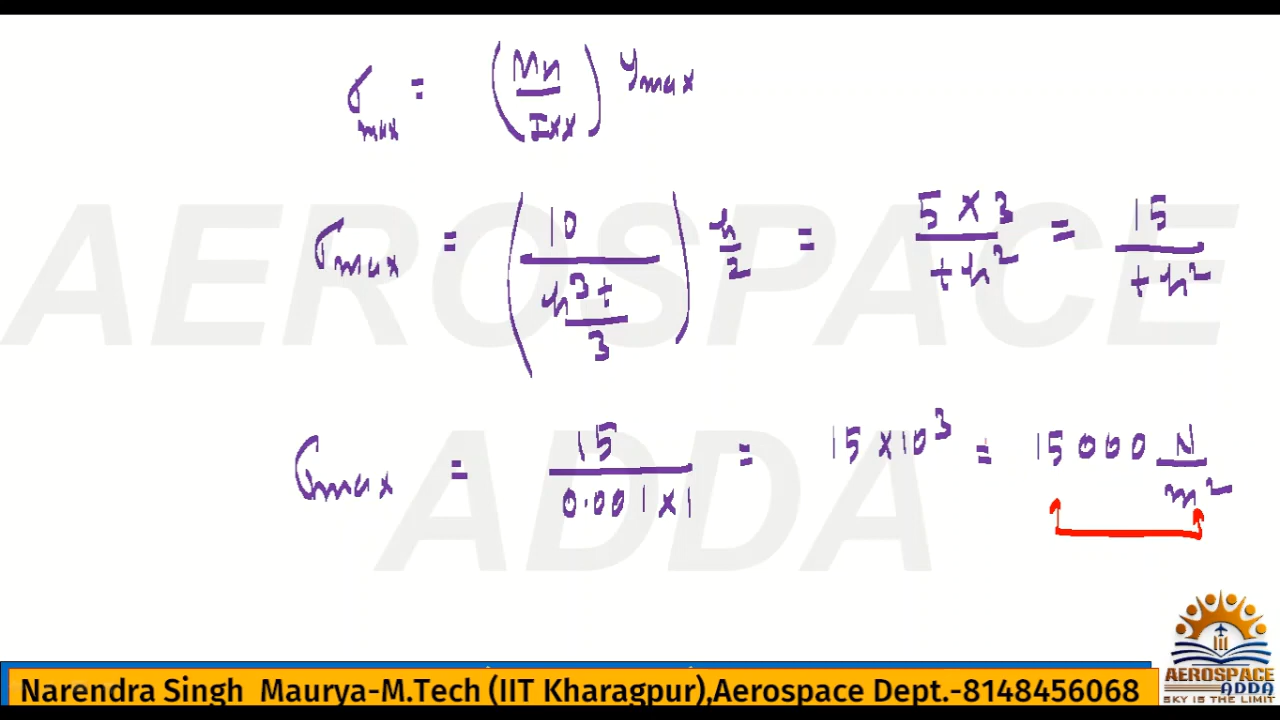 σmax = (Mx / Ixx) ymax
σmax = (10 / (h³t / 3)) h/2 = 5 × 3 / th² = 15 / th²
σmax = 15 / 0.001×1 = 15×10³ = 15000 N/m²
AEROSPACE
ADDA
Narendra Singh Maurya-M.Tech (IIT Kharagpur),Aerospace Dept.-8148456068
AEROSPACE
ADDA
SKY IS THE LIMIT